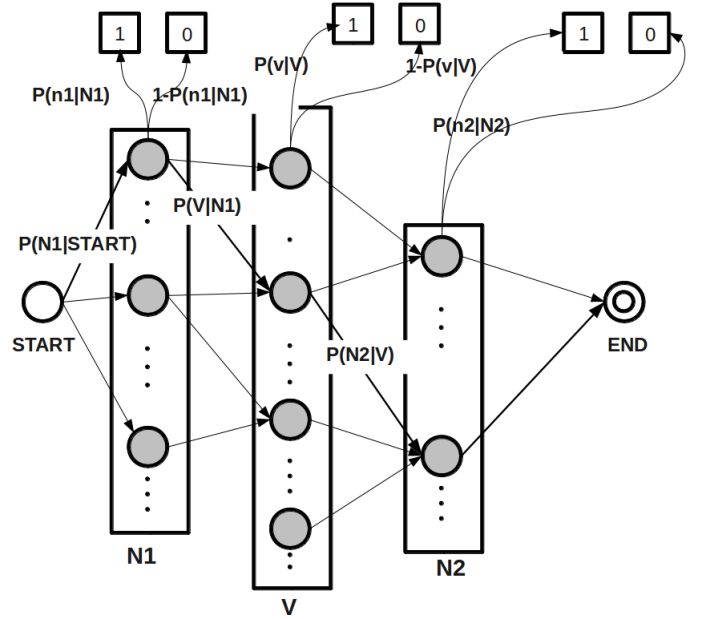 1 0
1 0
1 0
P(n1|N1) 1-P(n1|N1)
P(v|V)
1-P(v|V)
P(n2|N2)
P(V|N1)
P(N1|START)
START
P(N2|V)
END
N1
V
N2